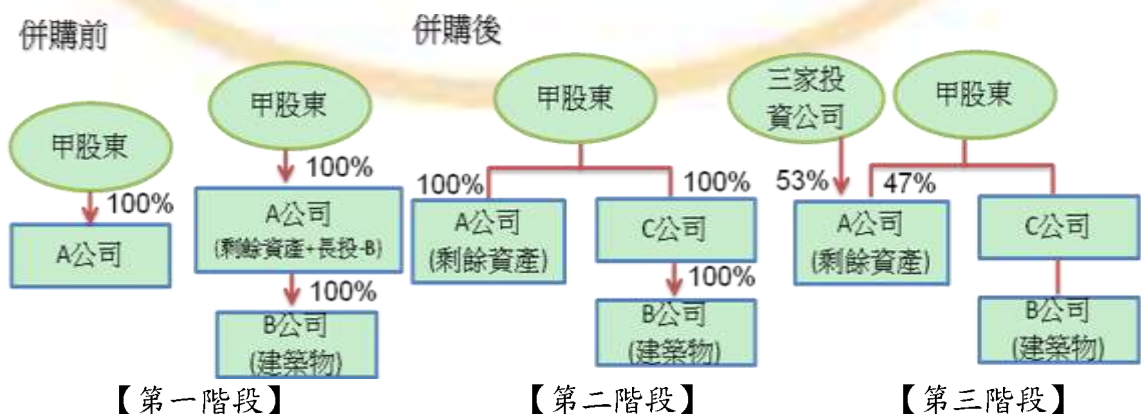 併購前
併購後
甲股東
100%
A公司
甲股東
100%
A公司
(剩餘資產+長投-B)
100%
B公司
(建築物)
【第一階段】
甲股東
100%
100%
A公司
(剩餘資產)
C公司
100%
B公司
(建築物)
【第二階段】
三家投
資公司
甲股東
53%
47%
A公司
(剩餘資產)
C公司
B公司
(建築物)
【第三階段】